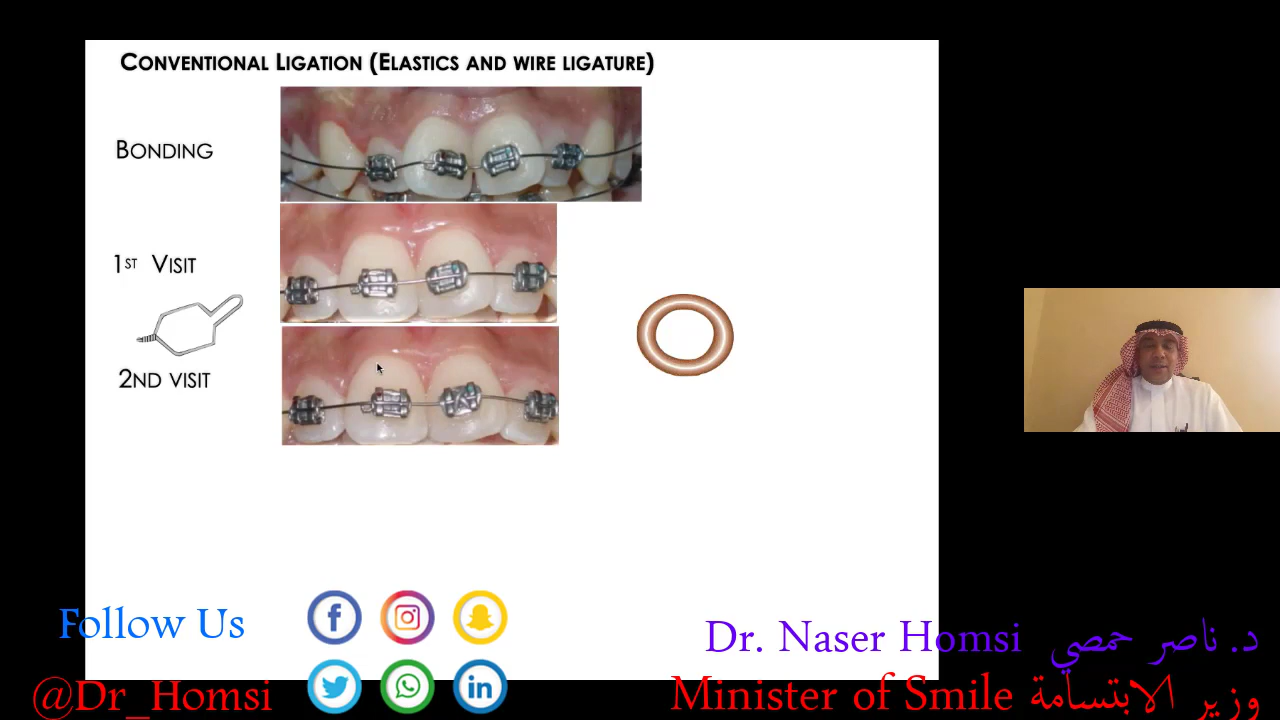 CONVENTIONAL LIGATION (ELASTICS AND WIRE LIGATURE)
BONDING
1ST VISIT
2ND VISIT
Follow Us
@Dr_Homsi
Dr. Naser Homsi د. ناصر حمصي
Minister of Smile وزير الابتسامة